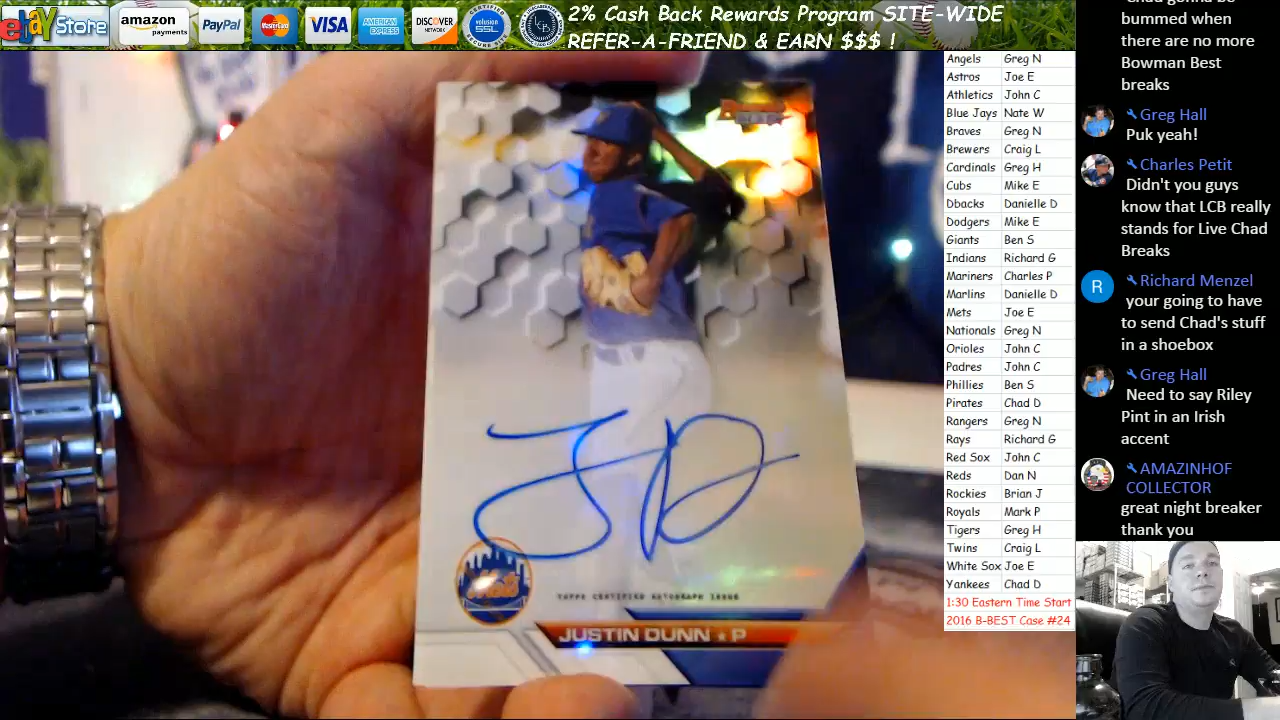 ebay Store
amazon
payments
PayPal
MasterCard
VISA
AMERICAN
EXPRESS
DISCOVER
NETWORK
volusion
SSL
LCB
2% Cash Back Rewards Program SITE-WIDE
REFER-A-FRIEND & EARN $$$ !
TOPPS CERTIFIED AUTOGRAPH ISSUE
Mets
JUSTIN DUNN ★ P
Angels Greg N
Astros Joe E
Athletics John C
Blue Jays Nate W
Braves Greg N
Brewers Craig L
Cardinals Greg H
Cubs Mike E
Dbacks Danielle D
Dodgers Mike E
Giants Ben S
Indians Richard G
Mariners Charles P
Marlins Danielle D
Mets Joe E
Nationals Greg N
Orioles John C
Padres John C
Phillies Ben S
Pirates Chad D
Rangers Greg N
Rays Richard G
Red Sox John C
Reds Dan N
Rockies Brian J
Royals Mark P
Tigers Greg H
Twins Craig L
White Sox Joe E
Yankees Chad D
1:30 Eastern Time Start
2016 B-BEST Case #24
bummed when
there are no more
Bowman Best
breaks
Greg Hall
Puk yeah!
Charles Petit
Didn't you guys
know that LCB really
stands for Live Chad
Breaks
R
Richard Menzel
your going to have
to send Chad's stuff
in a shoebox
Greg Hall
Need to say Riley
Pint in an Irish
accent
AMAZINHOF
COLLECTOR
great night breaker
thank you